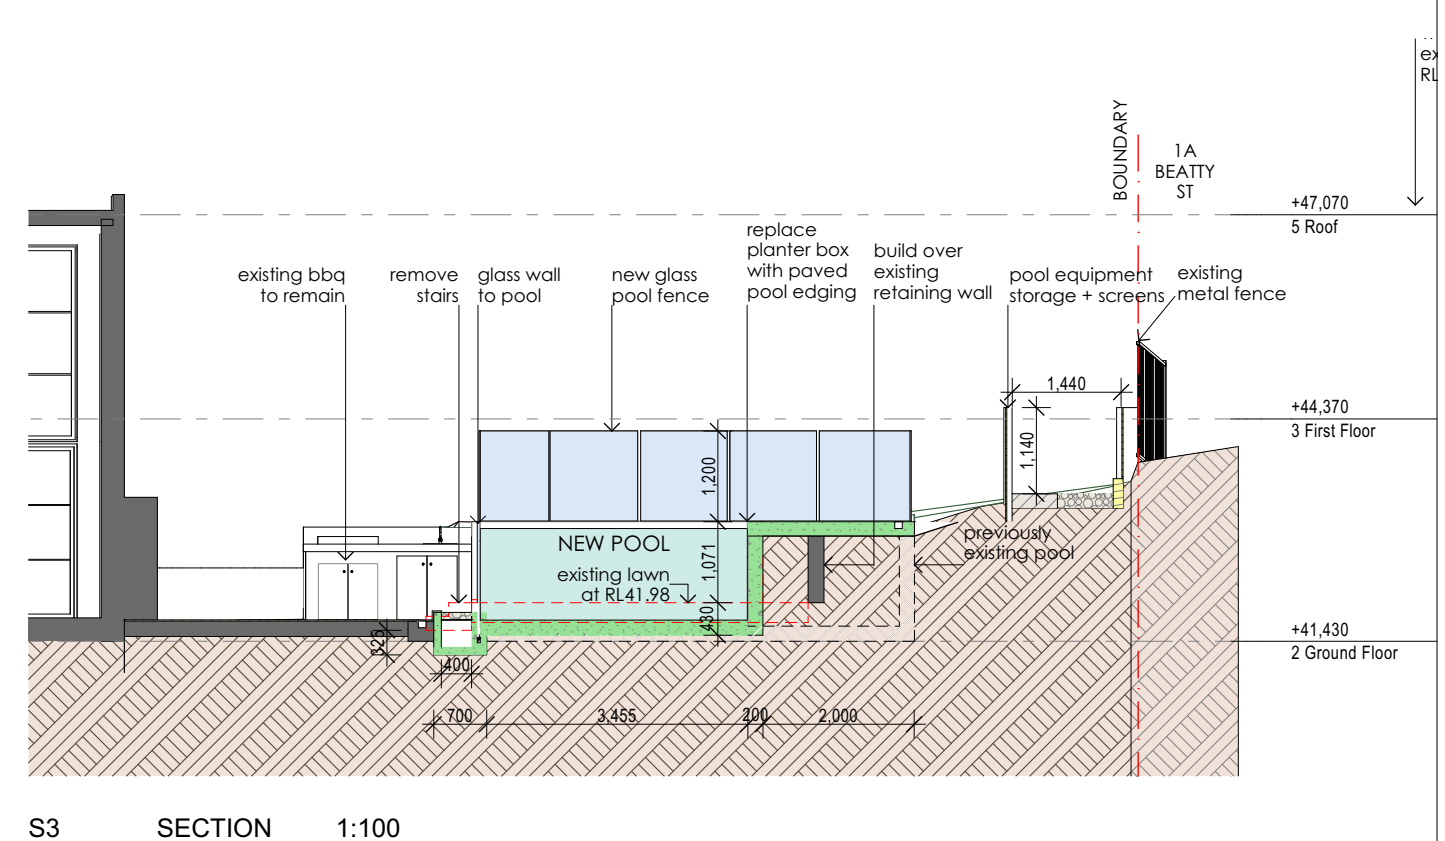 ex
RL
BOUNDARY
1A
BEATTY
ST
+47,070
5 Roof
existing bbq
to remain
remove
stairs
glass wall
to pool
new glass
pool fence
replace
planter box
with paved
pool edging
build over
existing
retaining wall
pool equipment
storage + screens
existing
metal fence
1,440
+44,370
3 First Floor
1,140
1,200
NEW POOL
existing lawn
at RL41.98
1,071
430
previously
existing pool
325
400
+41,430
2 Ground Floor
700
3,455
200
2,000
S3 SECTION 1:100